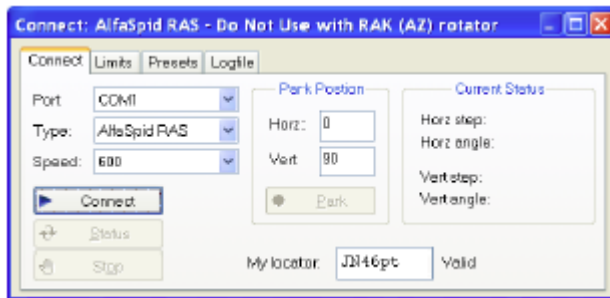 Connect: AlfaSpid RAS - Do Not Use with RAK (AZ) rotator
Connect Limits Presets Logfile
Port COM1
Type: AlfaSpid RAS
Speed: 600
Connect
Status
Stop
Park Postion
Horz: 0
Vert 90
Park
Current Status
Horz step:
Horz angle:
Vert step:
Vert angle:
My locator: JN46pt Valid